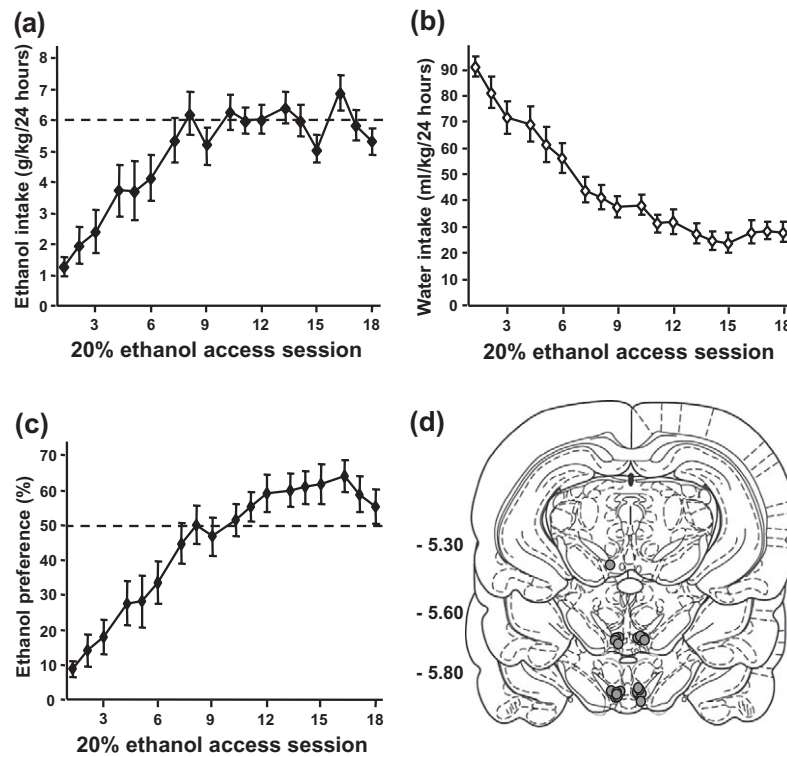 (a)
Ethanol intake (g/kg/24 hours)
8
7
6
5
4
3
2
1
0
3 6 9 12 15 18
20% ethanol access session
(b)
Water intake (ml/kg/24 hours)
90
80
70
60
50
40
30
20
10
0
3 6 9 12 15 18
20% ethanol access session
(c)
Ethanol preference (%)
70
60
50
40
30
20
10
0
3 6 9 12 15 18
20% ethanol access session
(d)
- 5.30
- 5.60
- 5.80